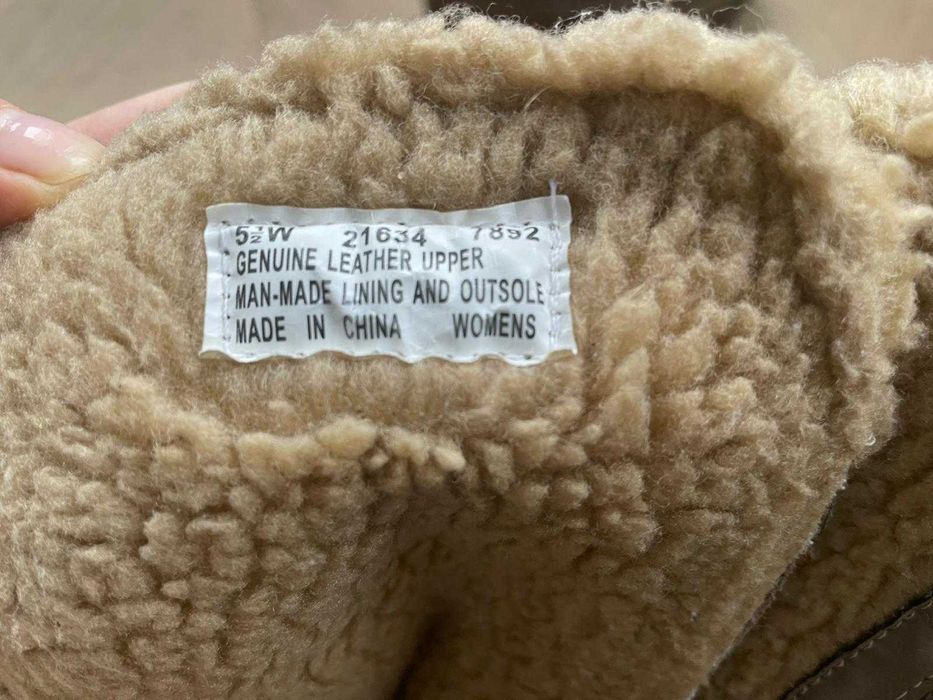 5½W 21634 7892
GENUINE LEATHER UPPER
MAN-MADE LINING AND OUTSOLE
MADE IN CHINA WOMENS